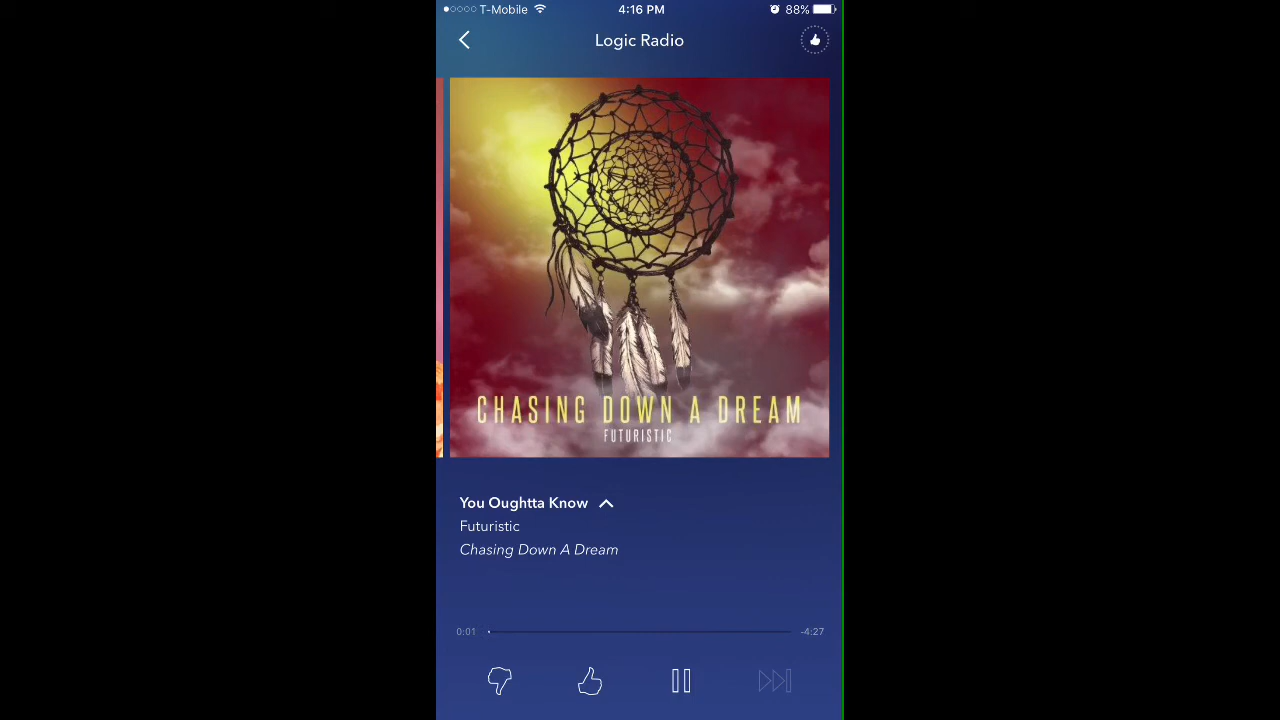 T-Mobile 4:16 PM 88%
Logic Radio
CHASING DOWN A DREAM
FUTURISTIC
You Oughtta Know
Futuristic
Chasing Down A Dream
0:01 -4:27